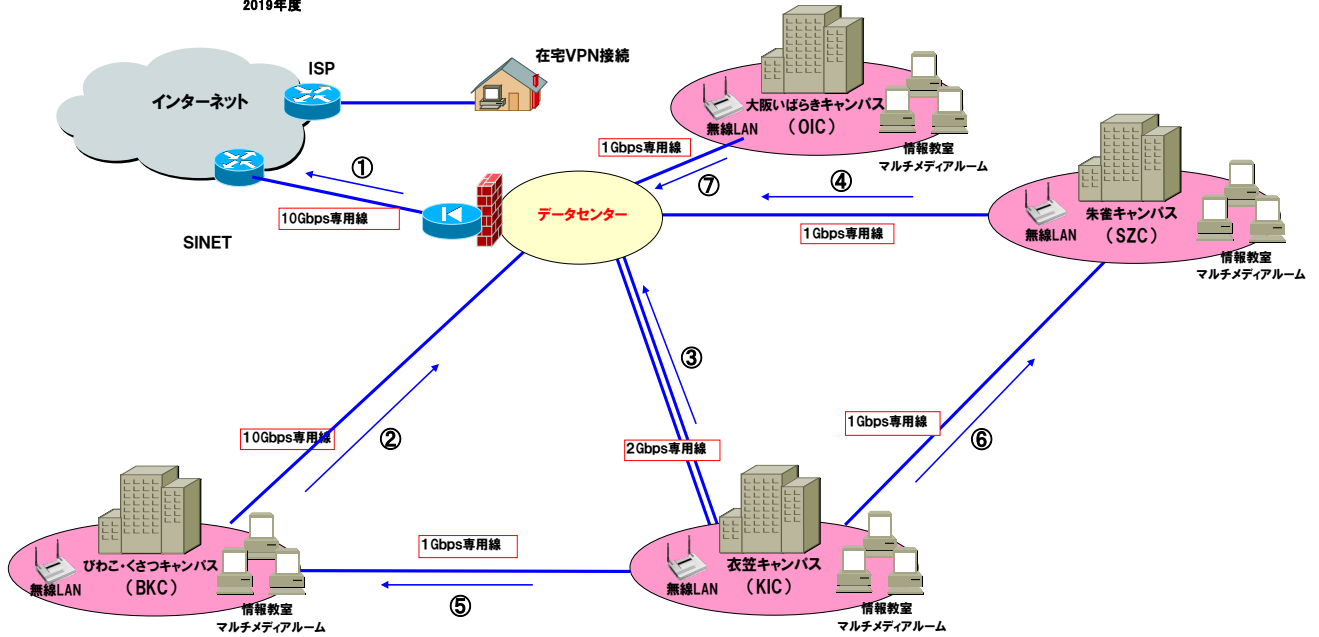 2019年度
ISP
インターネット
在宅VPN接続
①
10Gbps専用線
SINET
データセンター
大阪いばらきキャンパス
(OIC)
無線LAN
情報教室
マルチメディアルーム
1Gbps専用線
⑦
④
1Gbps専用線
朱雀キャンパス
(SZC)
無線LAN
情報教室
マルチメディアルーム
③
②
10Gbps専用線
2Gbps専用線
1Gbps専用線
⑥
びわこ・くさつキャンパス
(BKC)
無線LAN
情報教室
マルチメディアルーム
1Gbps専用線
⑤
衣笠キャンパス
(KIC)
無線LAN
情報教室
マルチメディアルーム